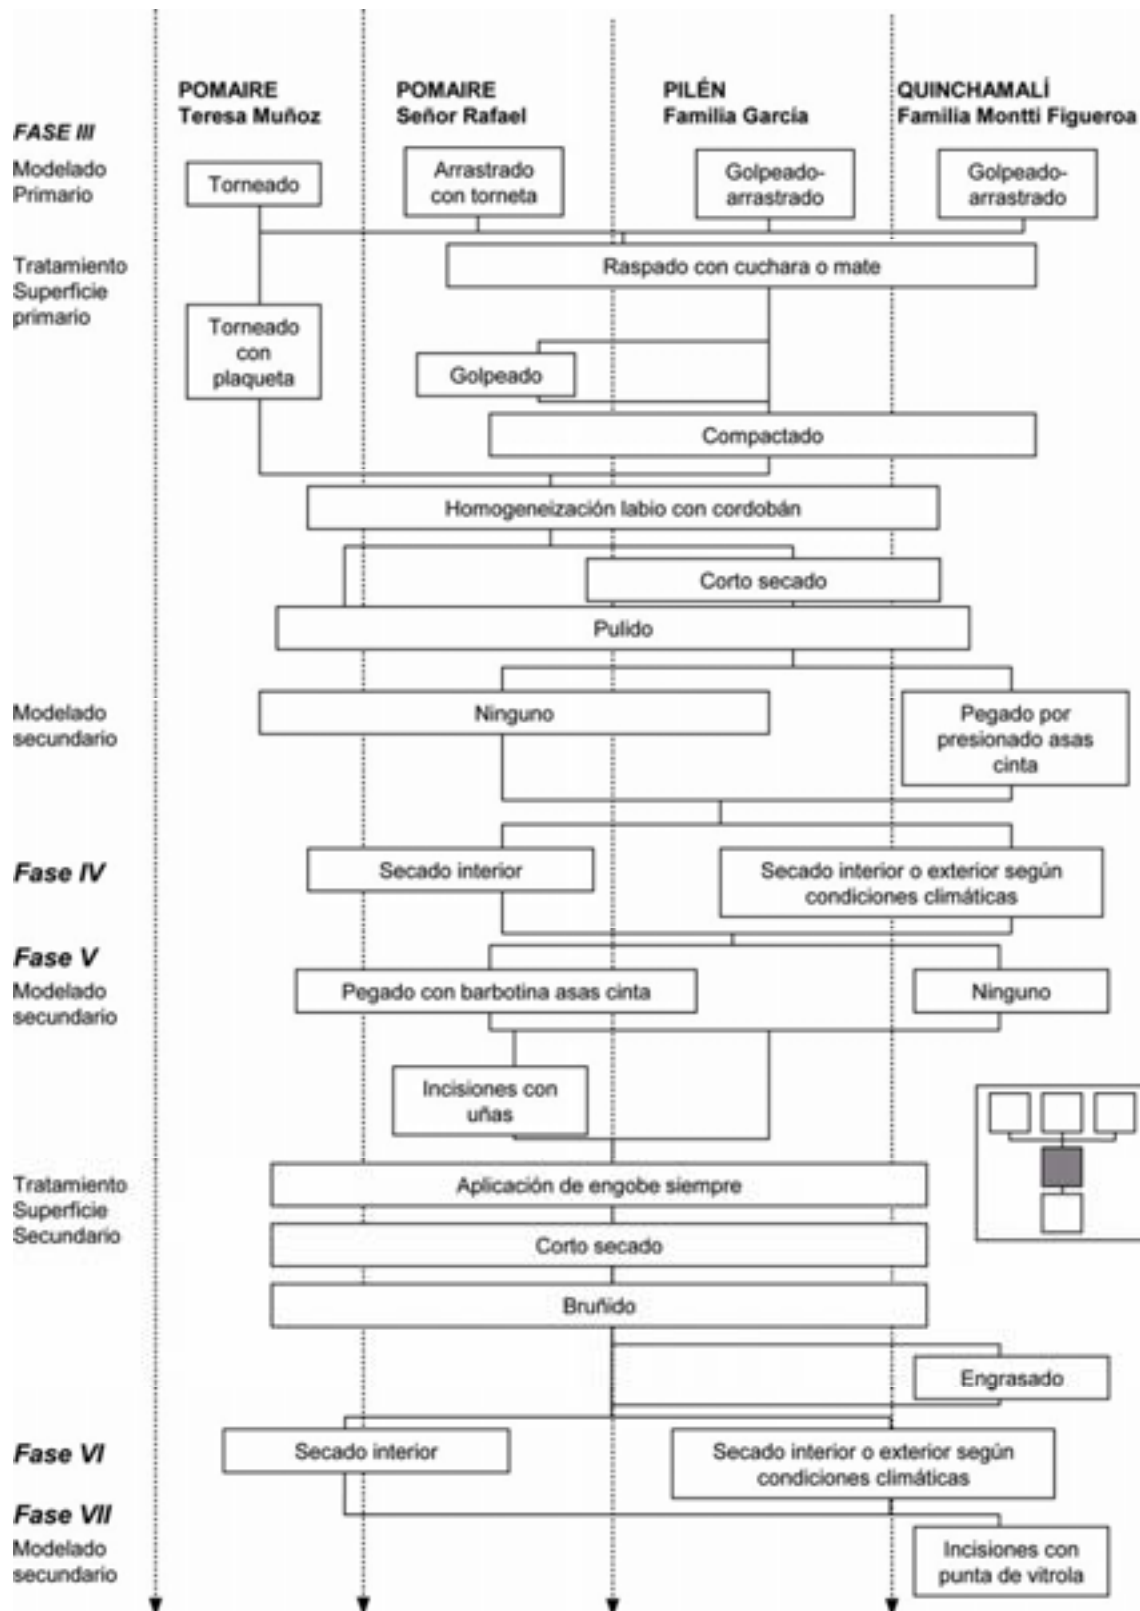 POMAIRE
Teresa Muñoz
POMAIRE
Señor Rafael
PILÉN
Familia García
QUINCHAMALÍ
Familia Montti Figueroa
FASE III
Modelado
Primario
Torneado
Arrastrado
con torneta
Golpeado-
arrastrado
Golpeado-
arrastrado
Tratamiento
Superficie
primario
Raspado con cuchara o mate
Torneado
con
plaqueta
Golpeado
Compactado
Homogeneización labio con cordobán
Corto secado
Pulido
Modelado
secundario
Ninguno
Pegado por
presionado asas
cinta
Fase IV
Secado interior
Secado interior o exterior según
condiciones climáticas
Fase V
Modelado
secundario
Pegado con barbotina asas cinta
Ninguno
Incisiones con
uñas
Tratamiento
Superficie
Secundario
Aplicación de engobe siempre
Corto secado
Bruñido
Engrasado
Fase VI
Secado interior
Secado interior o exterior según
condiciones climáticas
Fase VII
Modelado
secundario
Incisiones con
punta de vitrola